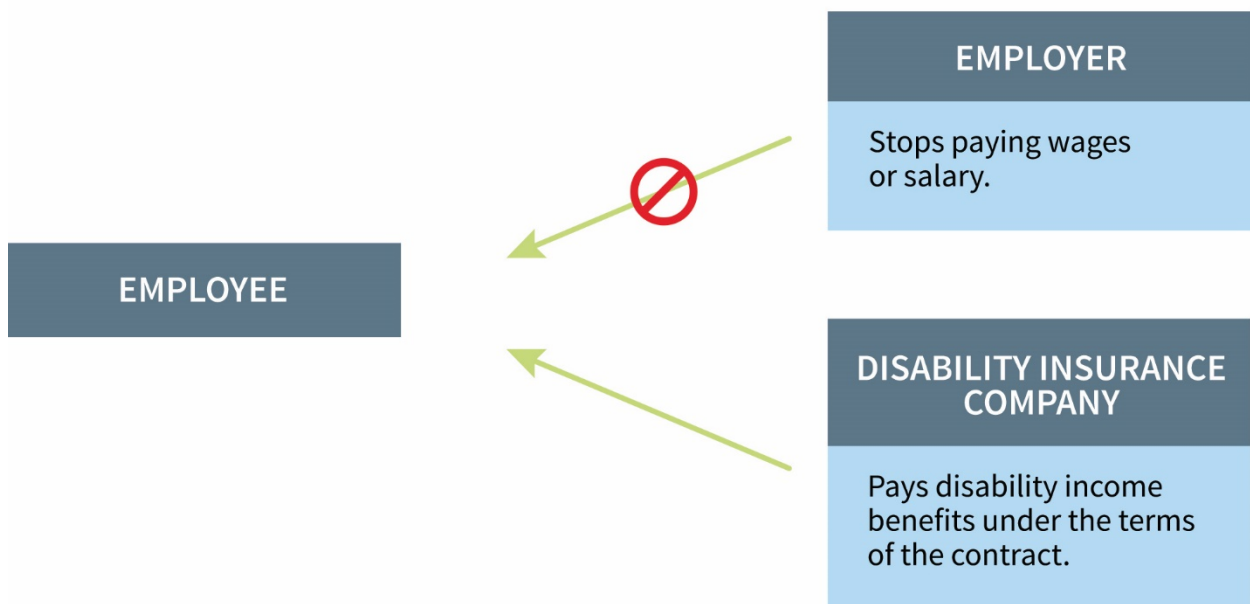 EMPLOYER
Stops paying wages
or salary.
EMPLOYEE
DISABILITY INSURANCE
COMPANY
Pays disability income
benefits under the terms
of the contract.